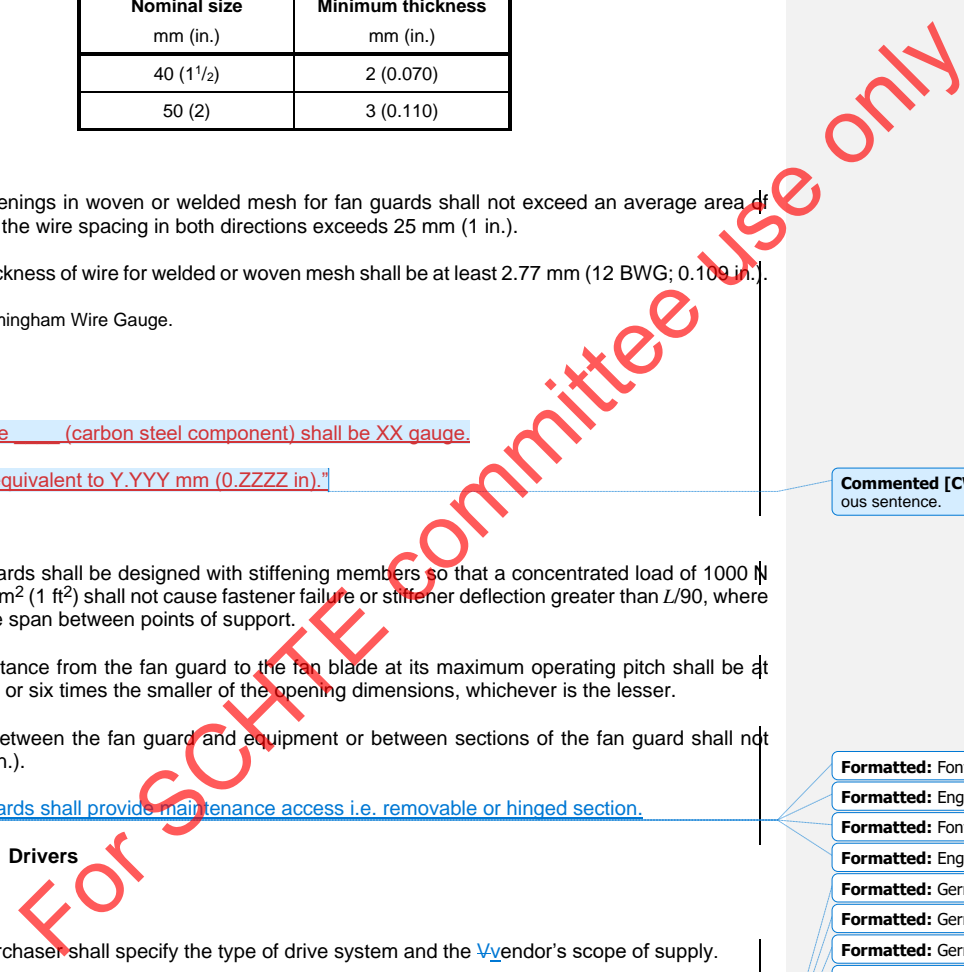 Nominal size Minimum thickness
mm (in.) mm (in.)
40 (1 1/2) 2 (0.070)
50 (2) 3 (0.110)
enings in woven or welded mesh for fan guards shall not exceed an average area of
the wire spacing in both directions exceeds 25 mm (1 in.).
ckness of wire for welded or woven mesh shall be at least 2.77 mm (12 BWG; 0.109 in.).
mingham Wire Gauge.
e ____ (carbon steel component) shall be XX gauge.
quivalent to Y.YYY mm (0.ZZZZ in)."
Commented [C
ous sentence.
ards shall be designed with stiffening members so that a concentrated load of 1000 N
m² (1 ft²) shall not cause fastener failure or stiffener deflection greater than L/90, where
e span between points of support.
tance from the fan guard to the fan blade at its maximum operating pitch shall be at
or six times the smaller of the opening dimensions, whichever is the lesser.
etween the fan guard and equipment or between sections of the fan guard shall not
n.).
ards shall provide maintenance access i.e. removable or hinged section.
Formatted: Fon
Formatted: Eng
Formatted: Fon
Formatted: Eng
Formatted: Ger
Formatted: Ger
Formatted: Ger
Drivers
rchaser shall specify the type of drive system and the Vvendor's scope of supply.
For SCHTE committee use only